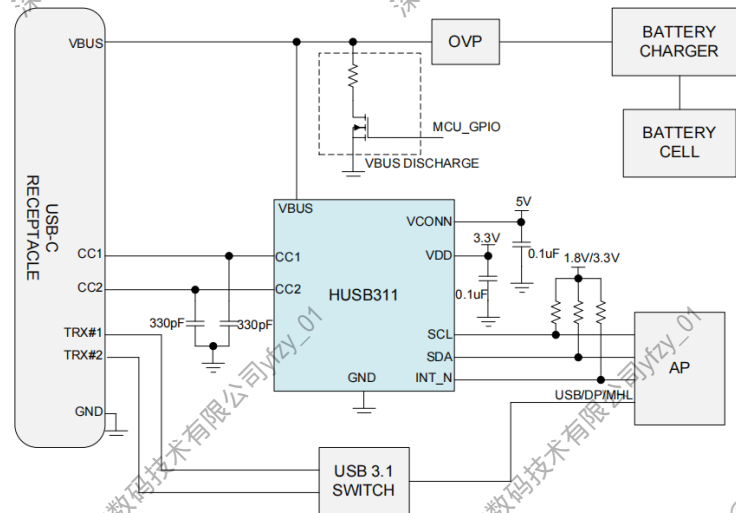 VBUS
OVP
BATTERY
CHARGER
MCU_GPIO
BATTERY
CELL
VBUS DISCHARGE
USB-C
RECEPTACLE
VBUS
VCONN
5V
0.1uF
3.3V
VDD
0.1uF
1.8V/3.3V
CC1
CC1
CC2
CC2
HUSB311
330pF
330pF
TRX#1
TRX#2
SCL
SDA
INT_N
AP
GND
GND
USB/DP/MHL
USB 3.1
SWITCH
数码技术有限公司yfzy_01
数码技术有限公司yfzy_01